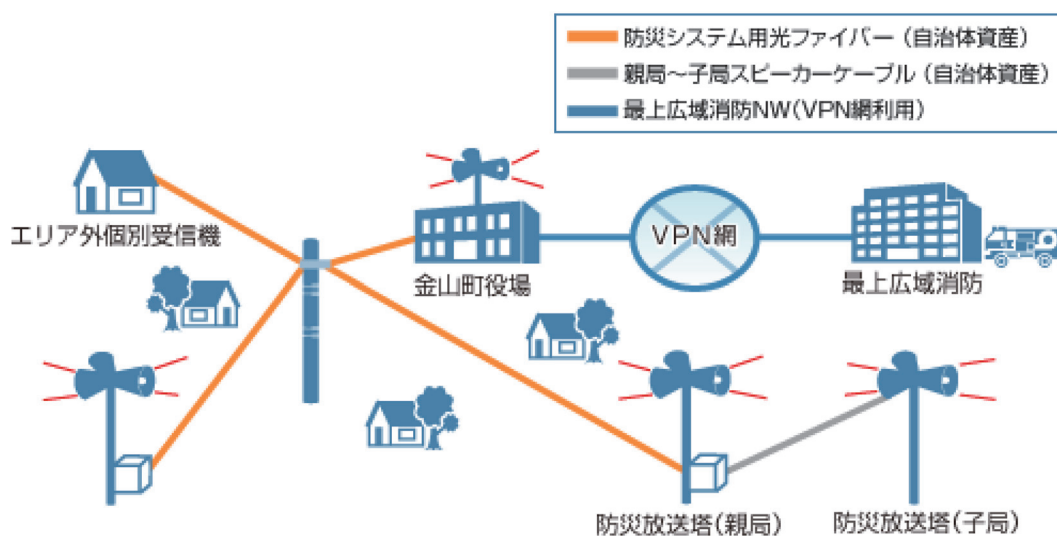 防災システム用光ファイバー(自治体資産)
親局～子局スピーカーケーブル(自治体資産)
最上広域消防NW(VPN網利用)
エリア外個別受信機
金山町役場
VPN網
最上広域消防
防災放送塔(親局)
防災放送塔(子局)